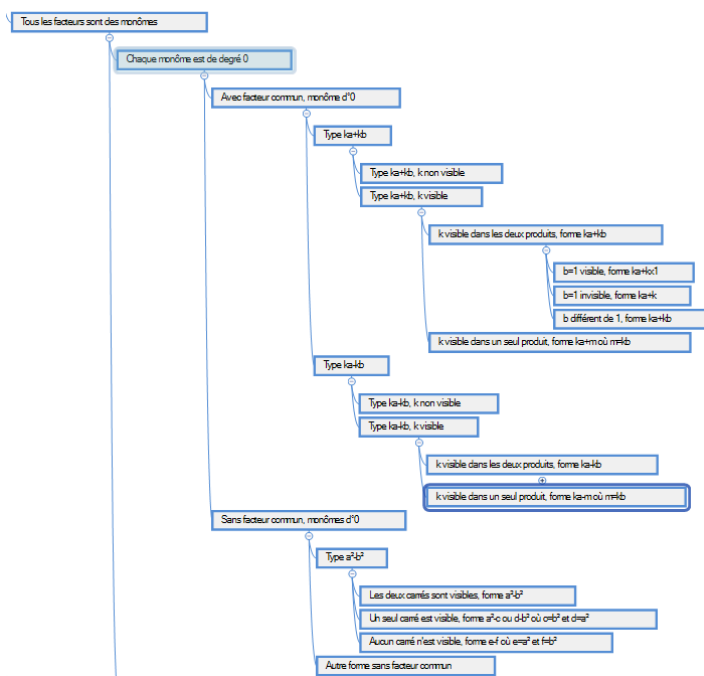 Tous les facteurs sont des monômes
Chaque monôme est de degré 0
Avec facteur commun, monôme d°0
Type ka+kb
Type ka+kb, k non visible
Type ka+kb, k visible
k visible dans les deux produits, forme ka+kb
b=1 visible, forme ka+kx1
b=1 invisible, forme ka+k
b différent de 1, forme ka+kb
k visible dans un seul produit, forme ka+m où m=kb
Type ka-kb
Type ka-kb, k non visible
Type ka-kb, k visible
k visible dans les deux produits, forme ka-kb
k visible dans un seul produit, forme ka-m où m=kb
Sans facteur commun, monômes d°0
Type a²-b²
Les deux carrés sont visibles, forme a²-b²
Un seul carré est visible, forme a²-c ou d-b² où c=b² et d=a²
Aucun carré n'est visible, forme e-f où e=a² et f=b²
Autre forme sans facteur commun